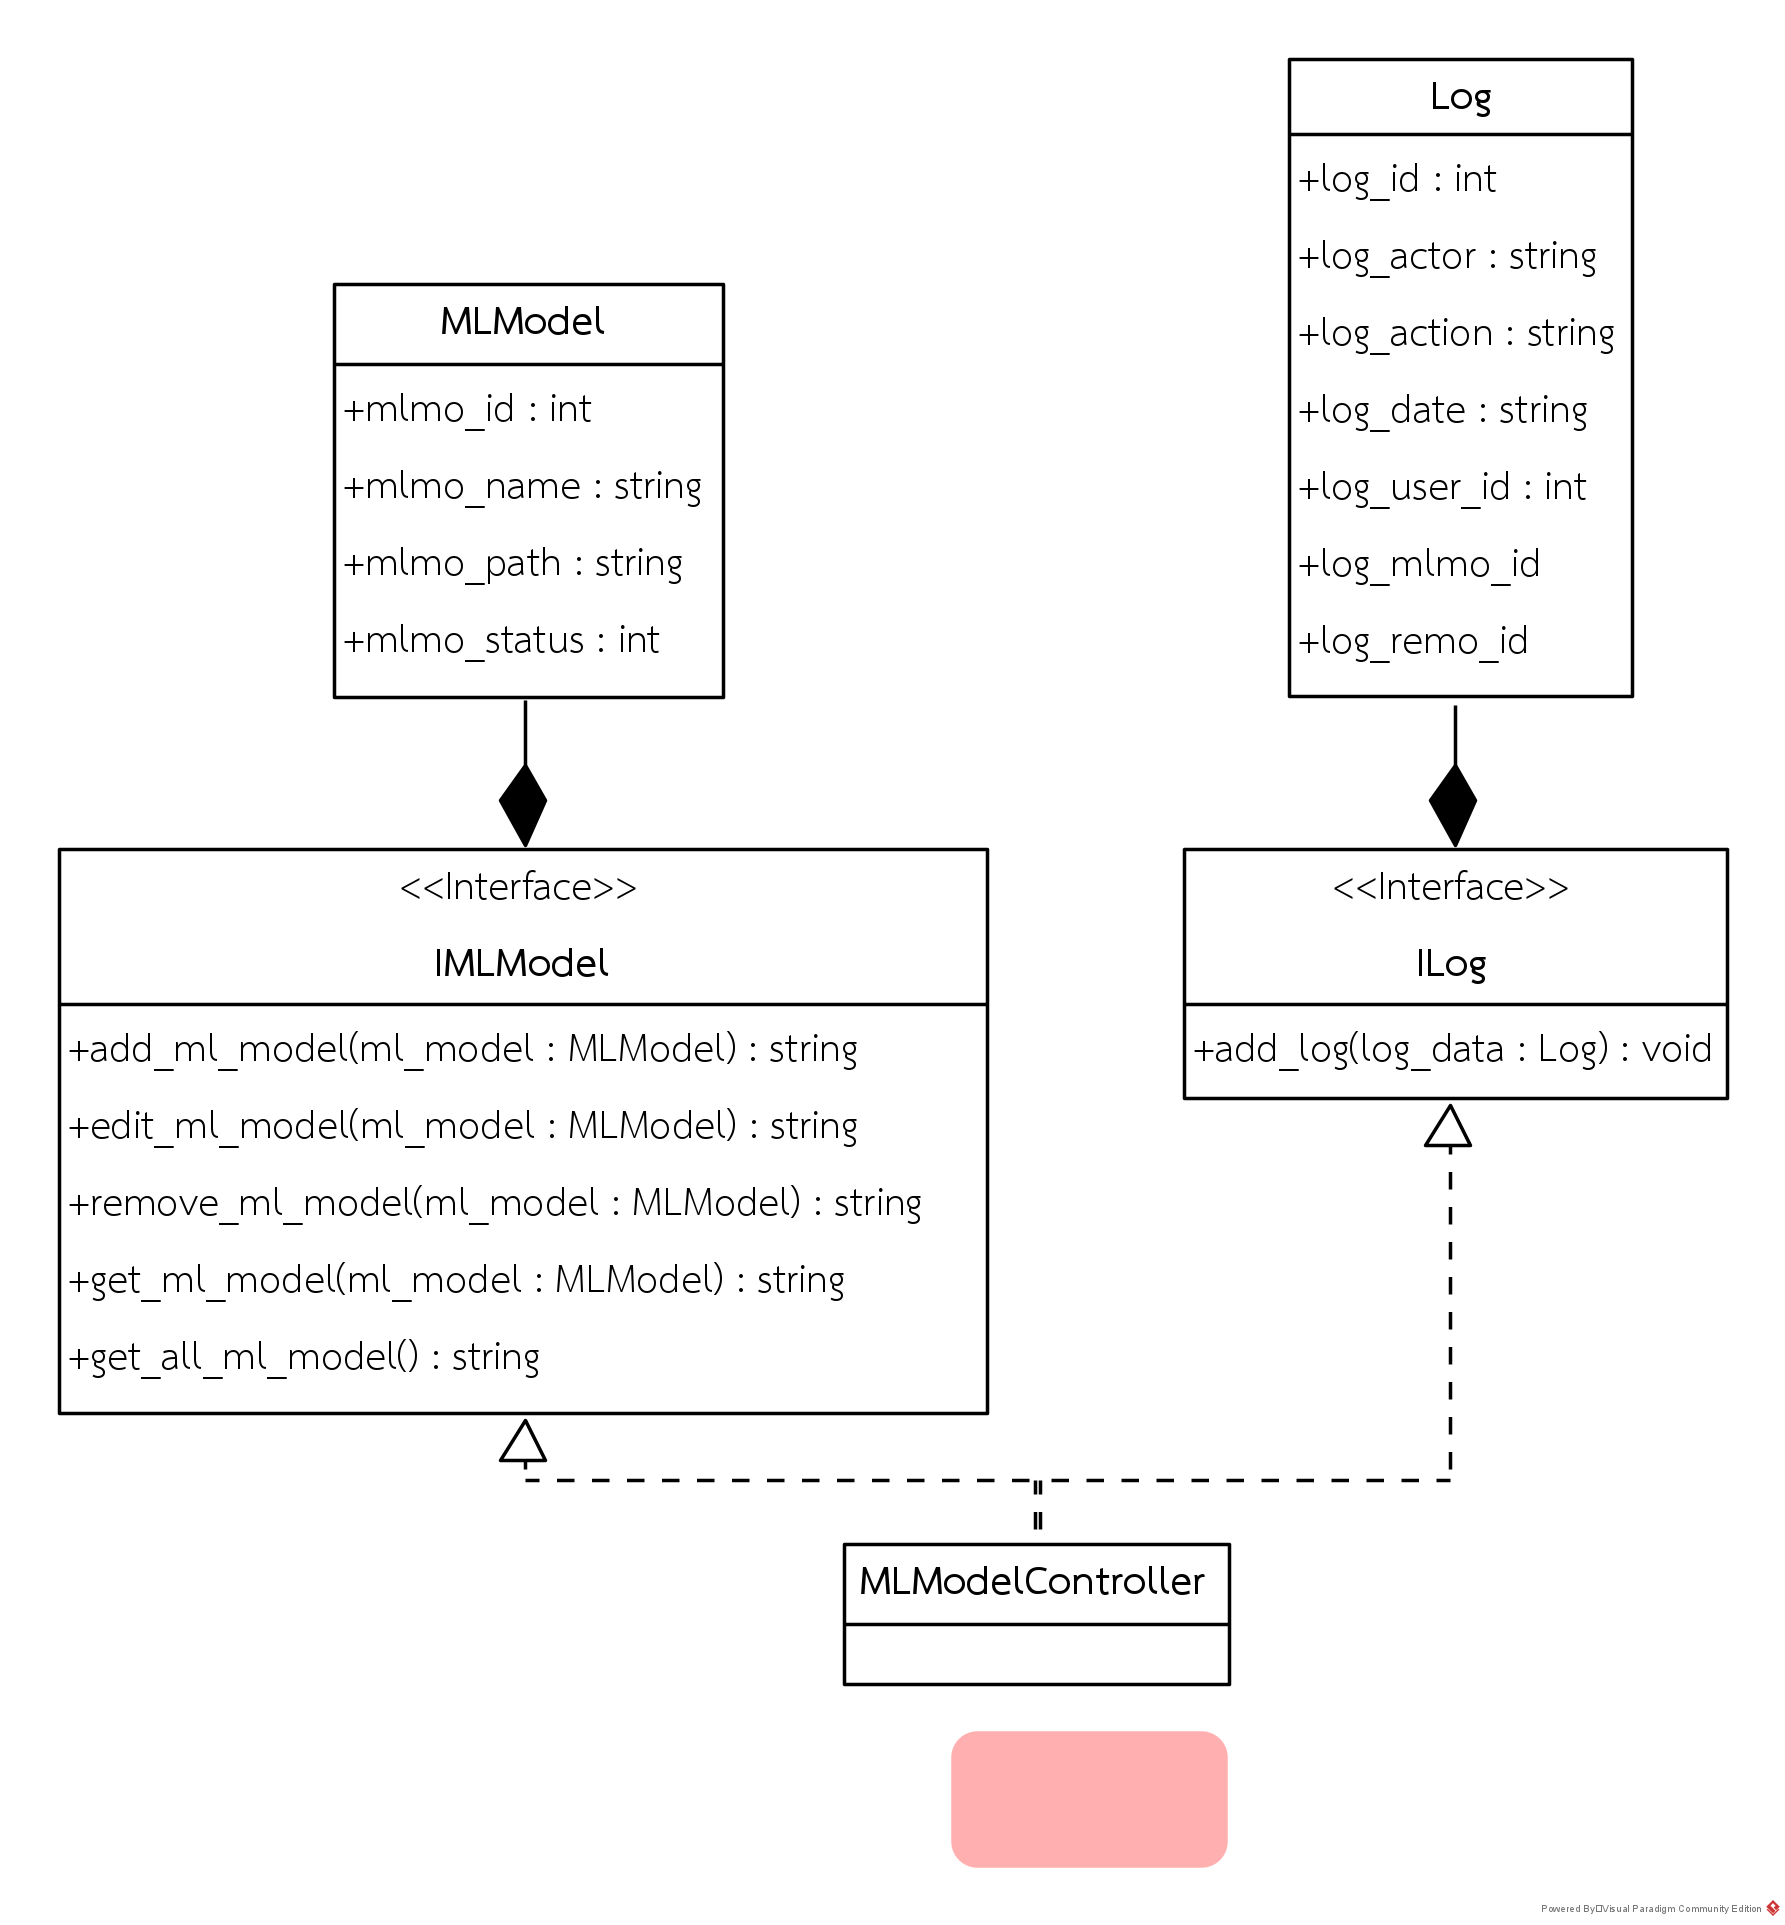 Log
+log_id : int
+log_actor : string
+log_action : string
+log_date : string
+log_user_id : int
+log_mlmo_id
+log_remo_id
MLModel
+mlmo_id : int
+mlmo_name : string
+mlmo_path : string
+mlmo_status : int
<<Interface>>
IMLModel
+add_ml_model(ml_model : MLModel) : string
+edit_ml_model(ml_model : MLModel) : string
+remove_ml_model(ml_model : MLModel) : string
+get_ml_model(ml_model : MLModel) : string
+get_all_ml_model() : string
<<Interface>>
ILog
+add_log(log_data : Log) : void
MLModelController
Powered By□Visual Paradigm Community Edition